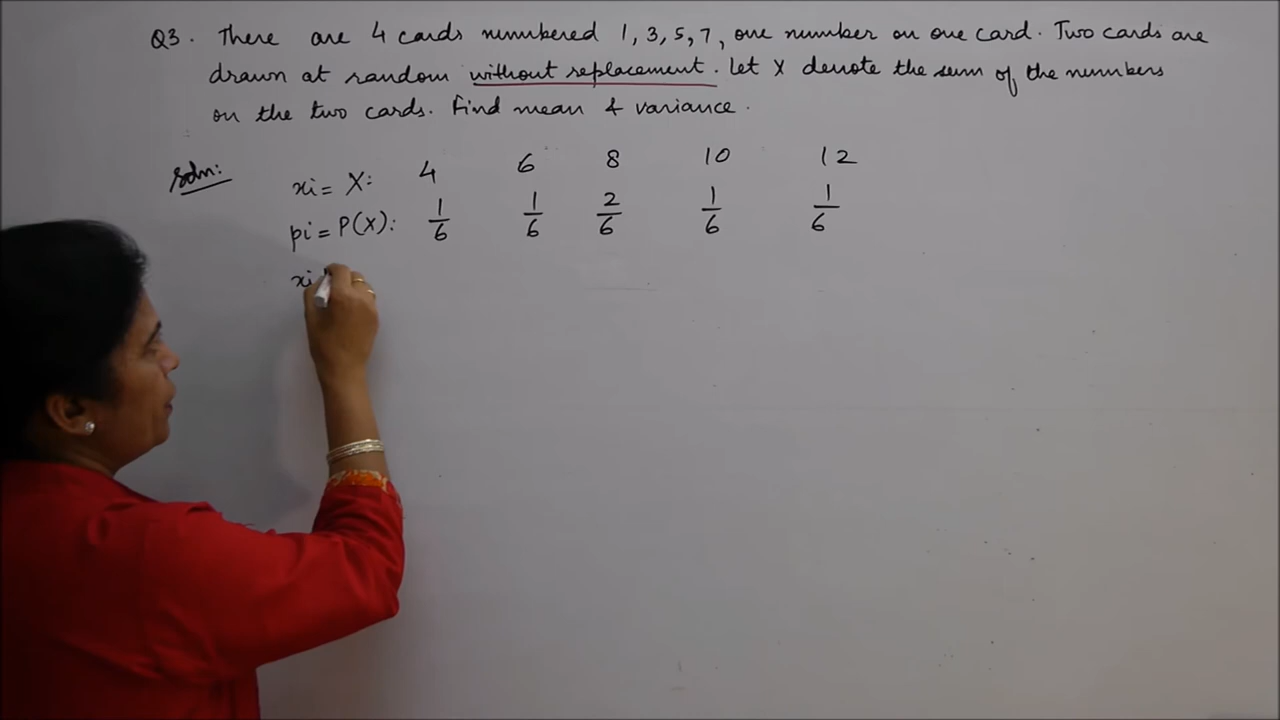 Q3. There are 4 cards numbered 1, 3, 5, 7, one number on one card. Two cards are
drawn at random without replacement. Let X denote the sum of the numbers
on the two cards. Find mean & variance.
Soln:
xi = X: 4 6 8 10 12
pi = P(X): 1/6 1/6 2/6 1/6 1/6
xi